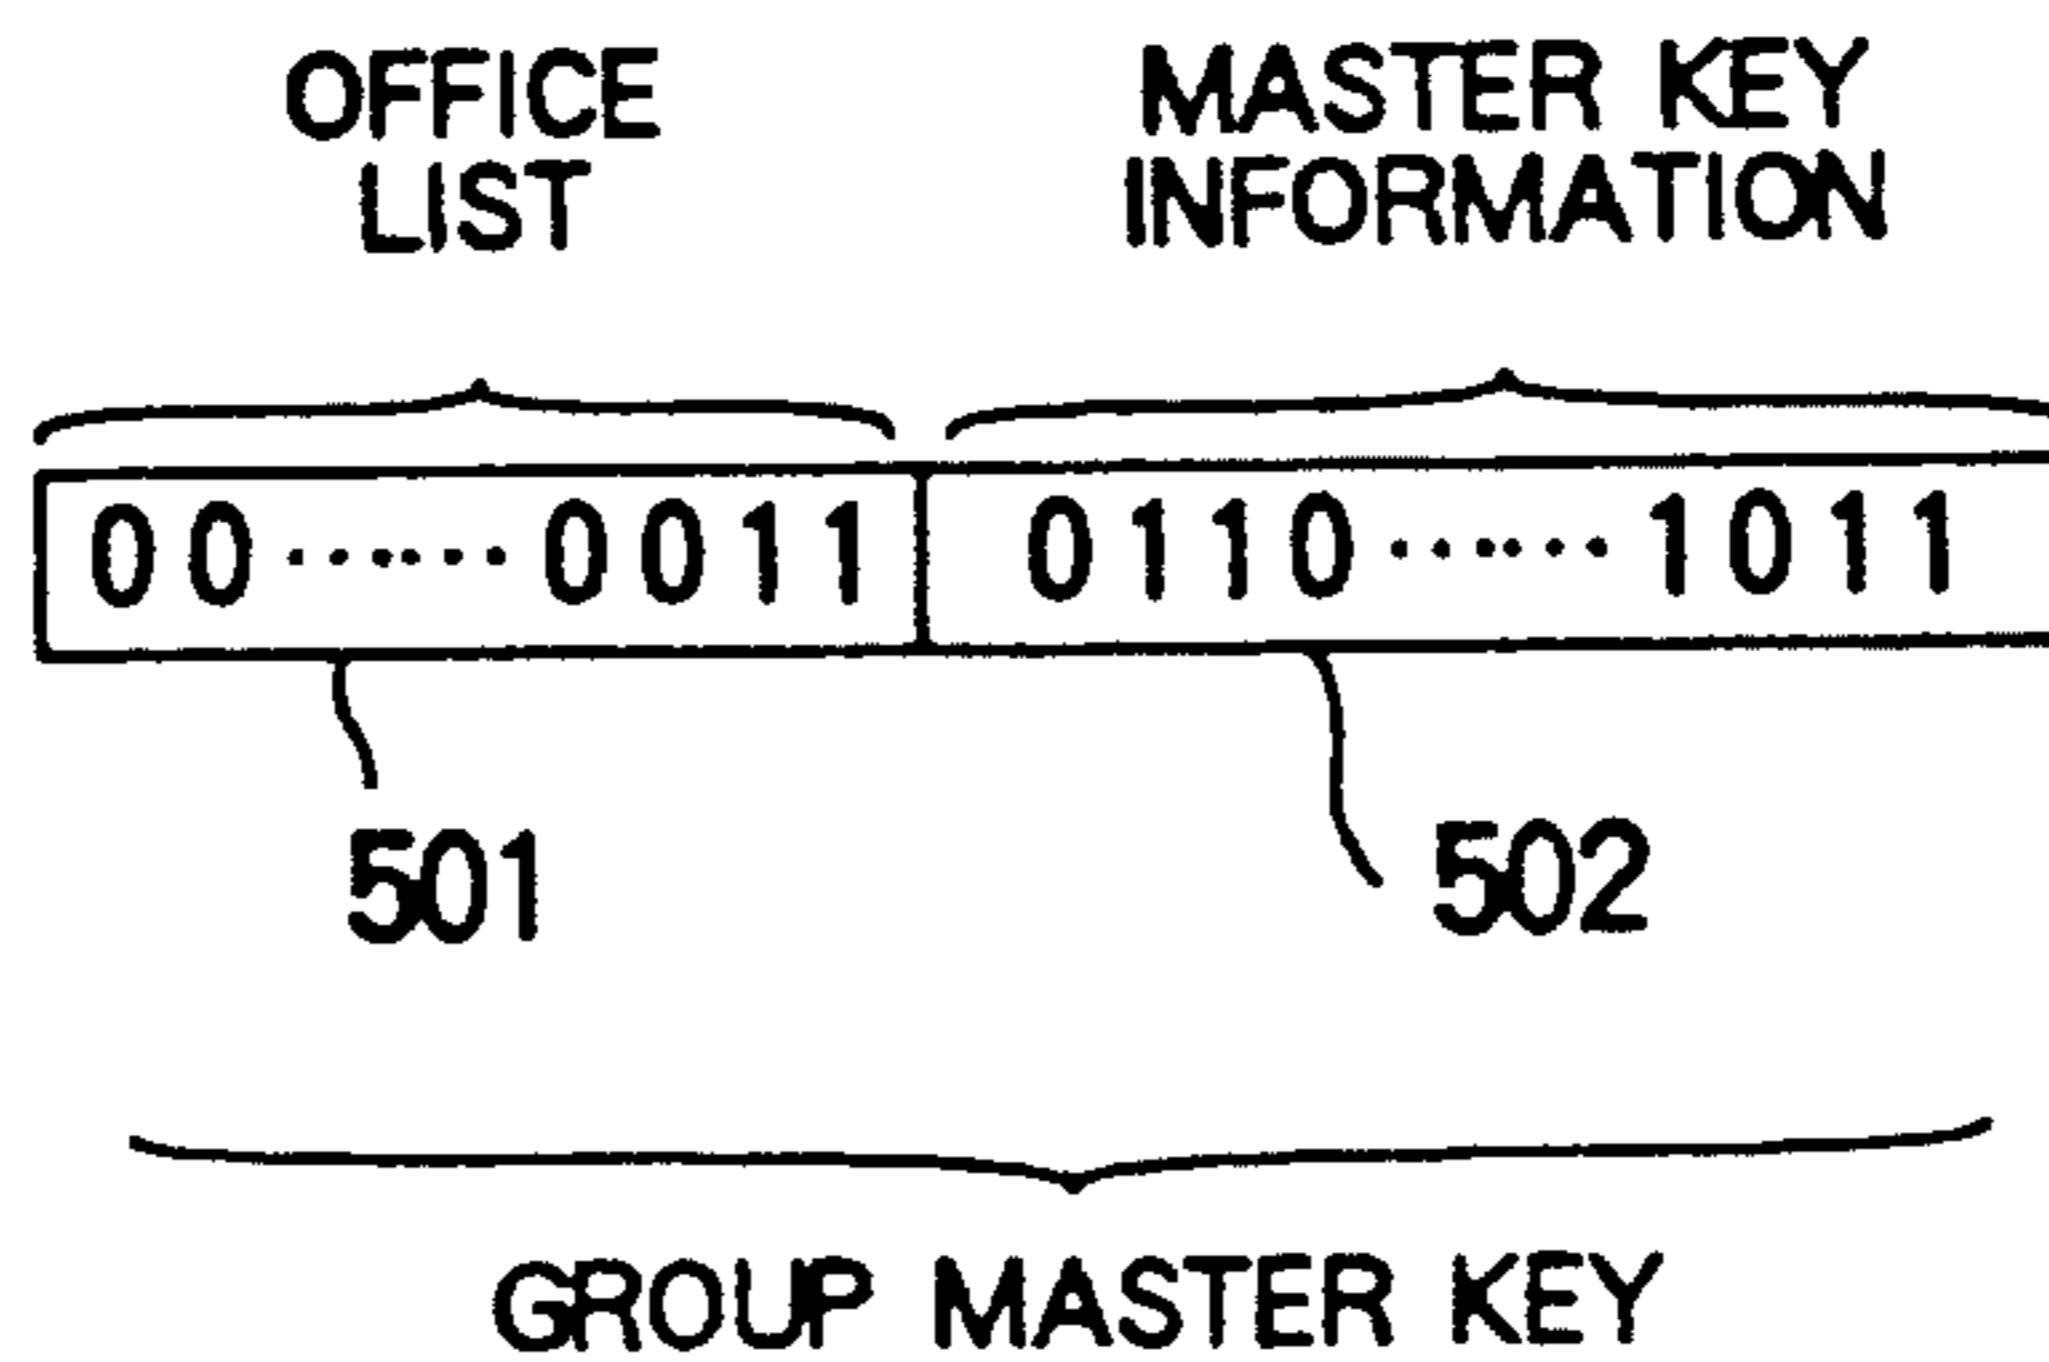 OFFICE
LIST
MASTER KEY
INFORMATION
00......0011
0110......1011
501
502
GROUP MASTER KEY